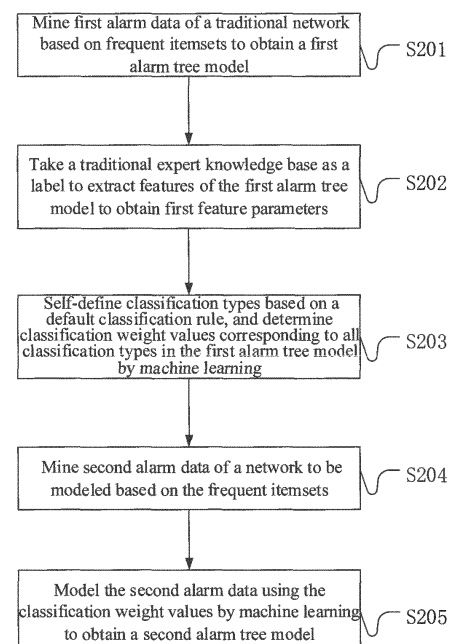 Mine first alarm data of a traditional network
based on frequent itemsets to obtain a first
alarm tree model
S201
Take a traditional expert knowledge base as a
label to extract features of the first alarm tree
model to obtain first feature parameters
S202
Self-define classification types based on a
default classification rule, and determine
classification weight values corresponding to all
classification types in the first alarm tree model
by machine learning
S203
Mine second alarm data of a network to be
modeled based on the frequent itemsets
S204
Model the second alarm data using the
classification weight values by machine learning
to obtain a second alarm tree model
S205